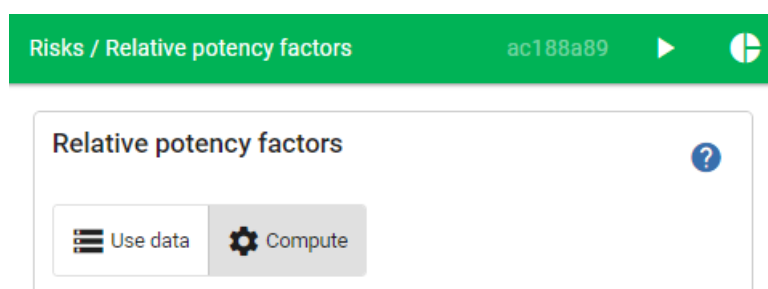 Risks / Relative potency factors ac188a89
Relative potency factors
Use data Compute